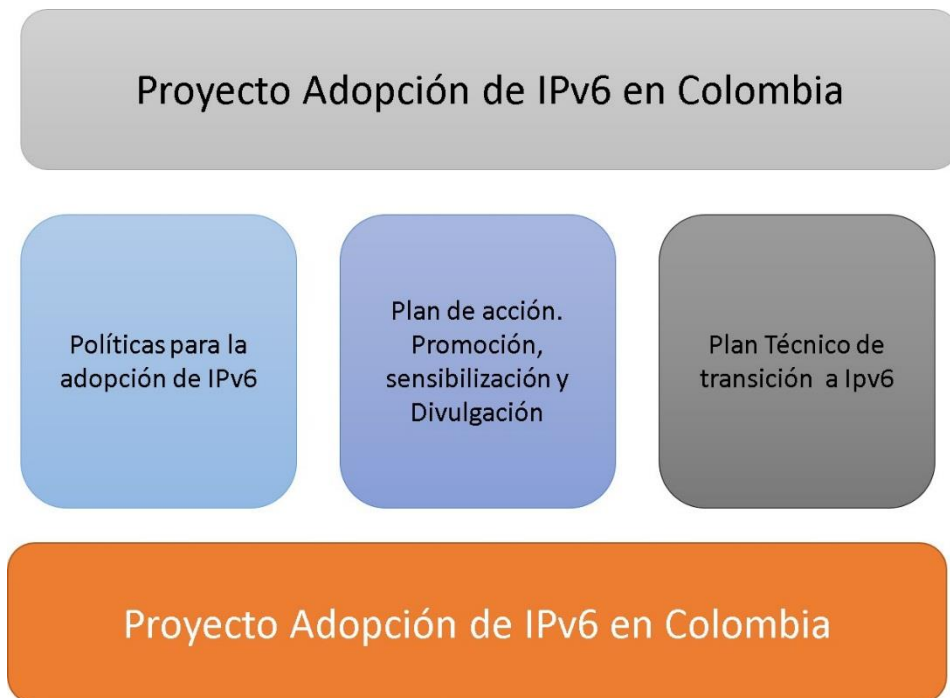 Proyecto Adopción de IPv6 en Colombia
Políticas para la
adopción de IPv6
Plan de acción.
Promoción,
sensibilización y
Divulgación
Plan Técnico de
transición a Ipv6
Proyecto Adopción de IPv6 en Colombia